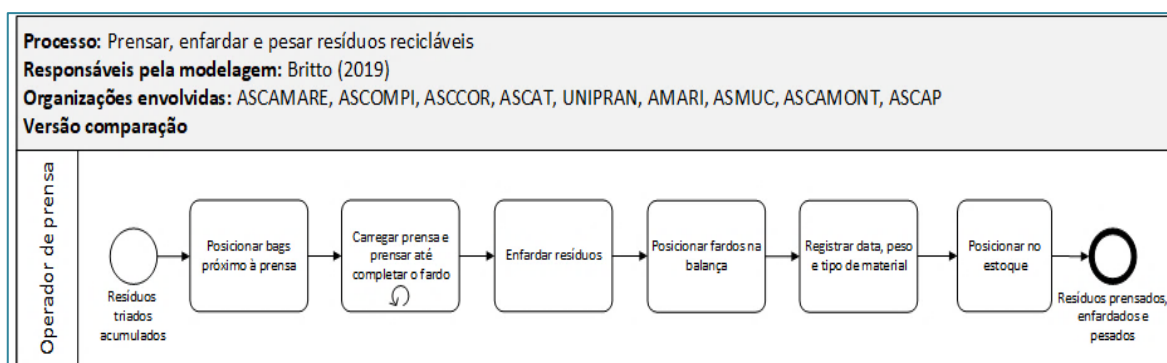 Processo: Prensar, enfardar e pesar resíduos recicláveis
Responsáveis pela modelagem: Britto (2019)
Organizações envolvidas: ASCAMARE, ASCOMPI, ASCCOR, ASCAT, UNIPRAN, AMARI, ASMUC, ASCAMONT, ASCAP
Versão comparação
Operador de prensa
Resíduos
triados
acumulados
Posicionar bags
próximo à prensa
Carregar prensa e
prensar até
completar o fardo
Enfardar resíduos
Posicionar fardos na
balança
Registrar data, peso
e tipo de material
Posicionar no
estoque
Resíduos prensados,
enfardados e
pesados